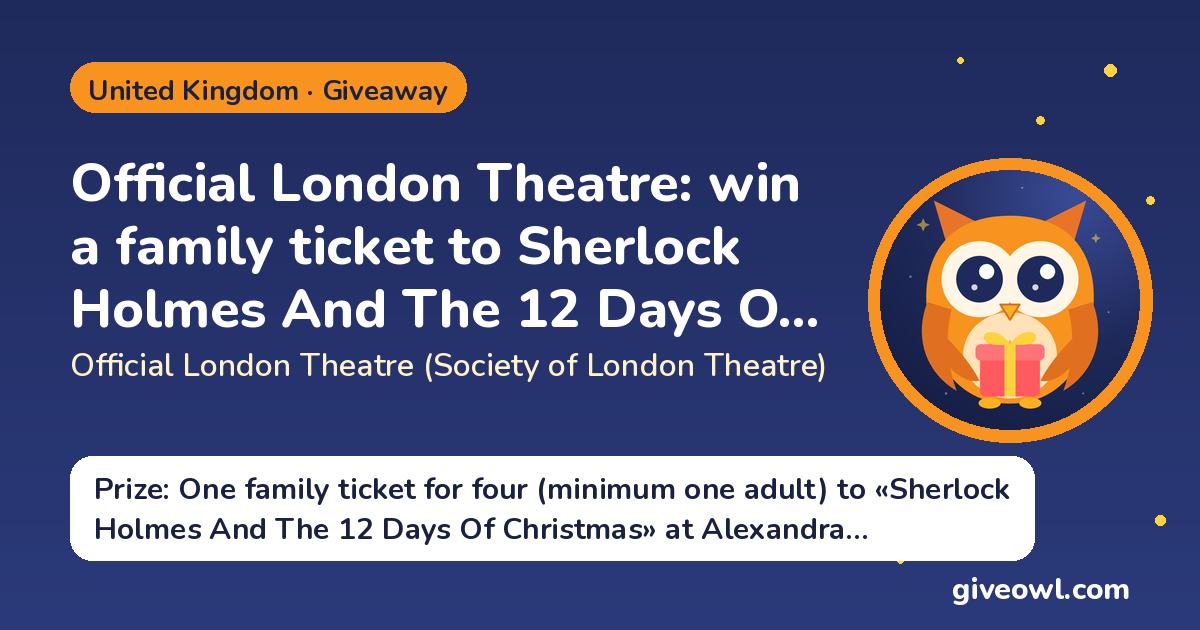 United Kingdom · Giveaway
Official London Theatre: win
a family ticket to Sherlock
Holmes And The 12 Days O...
Official London Theatre (Society of London Theatre)
Prize: One family ticket for four (minimum one adult) to «Sherlock
Holmes And The 12 Days Of Christmas» at Alexandra...
giveowl.com